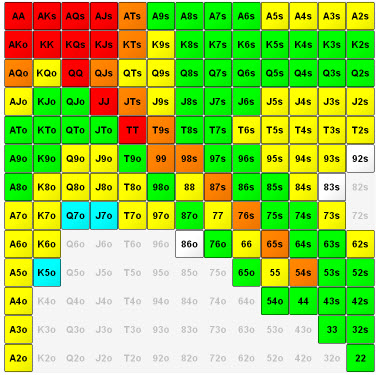 AA AKs AQs AJs ATs A9s A8s A7s A6s A5s A4s A3s A2s
AKo KK KQs KJs KTs K9s K8s K7s K6s K5s K4s K3s K2s
AQo KQo QQ QJs QTs Q9s Q8s Q7s Q6s Q5s Q4s Q3s Q2s
AJo KJo QJo JJ JTs J9s J8s J7s J6s J5s J4s J3s J2s
ATo KTo QTo JTo TT T9s T8s T7s T6s T5s T4s T3s T2s
A9o K9o Q9o J9o T9o 99 98s 97s 96s 95s 94s 93s 92s
A8o K8o Q8o J8o T8o 98o 88 87s 86s 85s 84s 83s 82s
A7o K7o Q7o J7o T7o 97o 87o 77 76s 75s 74s 73s 72s
A6o K6o Q6o J6o T6o 96o 86o 76o 66 65s 64s 63s 62s
A5o K5o Q5o J5o T5o 95o 85o 75o 65o 55 54s 53s 52s
A4o K4o Q4o J4o T4o 94o 84o 74o 64o 54o 44 43s 42s
A3o K3o Q3o J3o T3o 93o 83o 73o 63o 53o 43o 33 32s
A2o K2o Q2o J2o T2o 92o 82o 72o 62o 52o 42o 32o 22